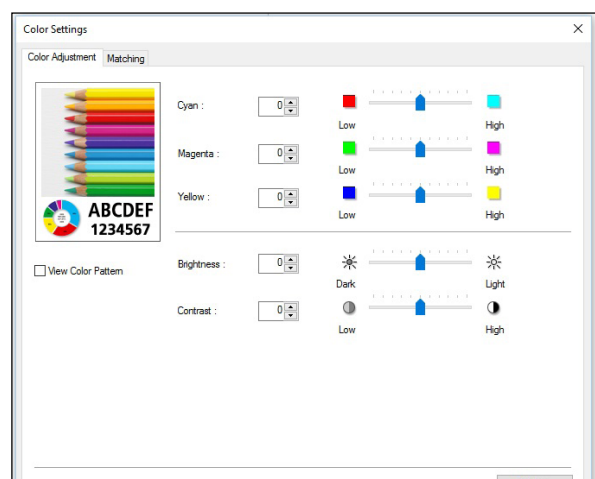 Color Settings
Color Adjustment Matching
Cyan : 0
Low High
Magenta : 0
Low High
Yellow : 0
Low High
ABCDEF
1234567
View Color Pattern
Brightness : 0
Dark Light
Contrast : 0
Low High